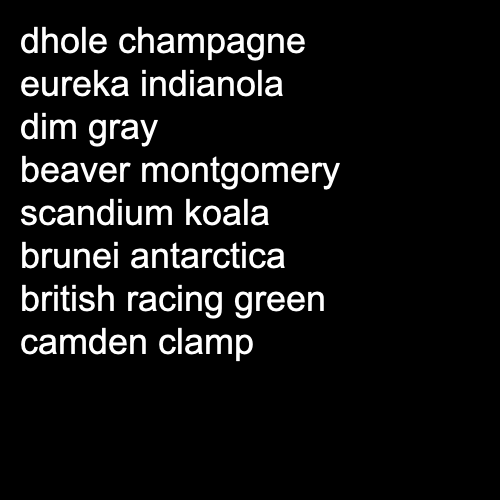 dhole champagne
eureka indianola
dim gray
beaver montgomery
scandium koala
brunei antarctica
british racing green
camden clamp